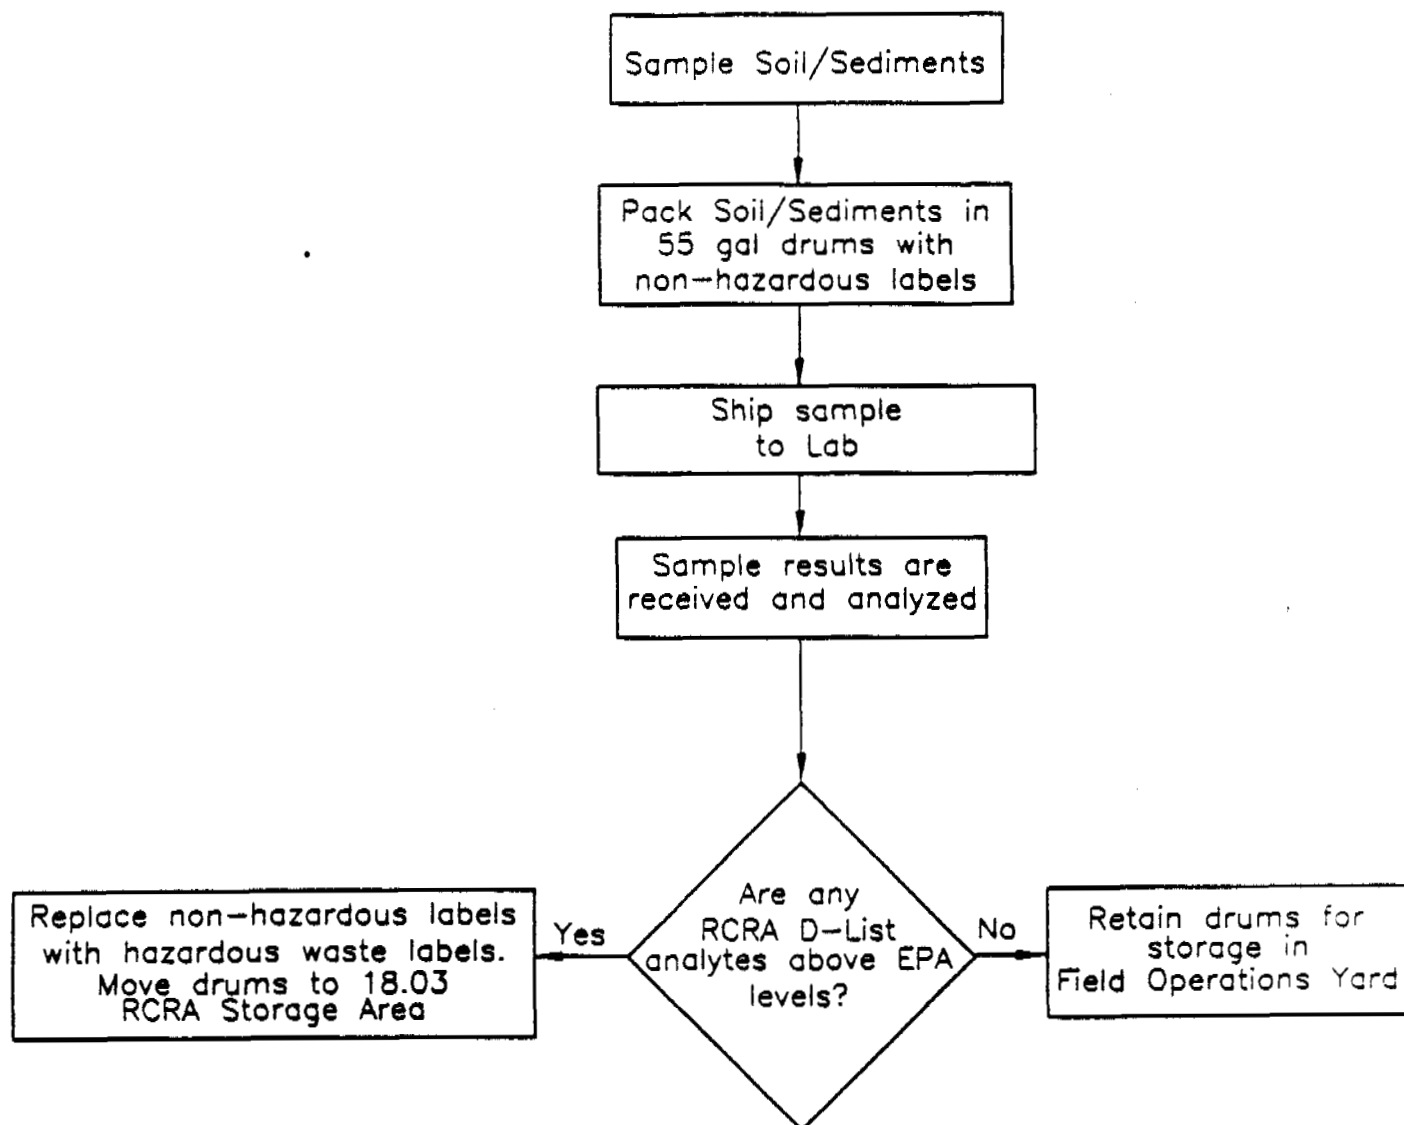 Sample Soil/Sediments
Pack Soil/Sediments in
55 gal drums with
non-hazardous labels
Ship sample
to Lab
Sample results are
received and analyzed
Are any
RCRA D-List
analytes above EPA
levels?
Yes
No
Replace non-hazardous labels
with hazardous waste labels.
Move drums to 18.03
RCRA Storage Area
Retain drums for
storage in
Field Operations Yard